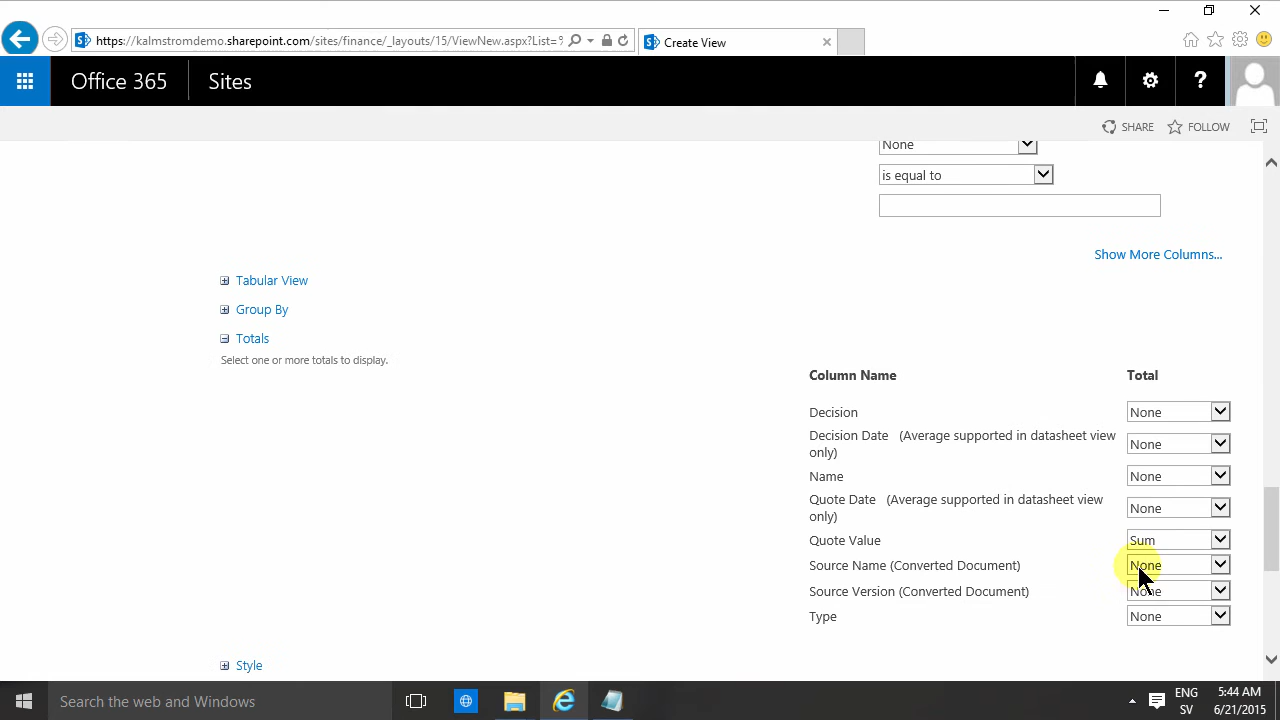 https://kalmstromdemo.sharepoint.com/sites/finance/_layouts/15/ViewNew.aspx?List=%
Create View
Office 365
Sites
?
SHARE
FOLLOW
None
is equal to
Show More Columns...
Tabular View
Group By
Totals
Select one or more totals to display.
Column Name Total
Decision None
Decision Date (Average supported in datasheet view
only)
None
Name None
Quote Date (Average supported in datasheet view
only)
None
Quote Value Sum
Source Name (Converted Document) None
Source Version (Converted Document) None
Type None
Style
Search the web and Windows
ENG
SV
5:44 AM
6/21/2015